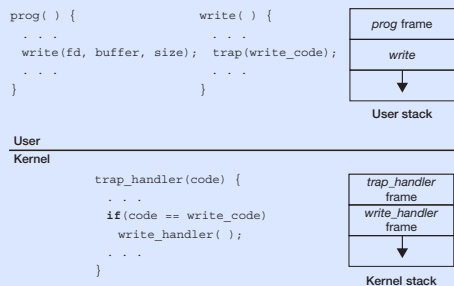 prog( ) {
. . .
write(fd, buffer, size);
. . .
}
write( ) {
. . .
trap(write_code);
. . .
}
prog frame
write
User stack
User
Kernel
trap_handler(code) {
. . .
if(code == write_code)
write_handler( );
. . .
}
trap_handler
frame
write_handler
frame
Kernel stack